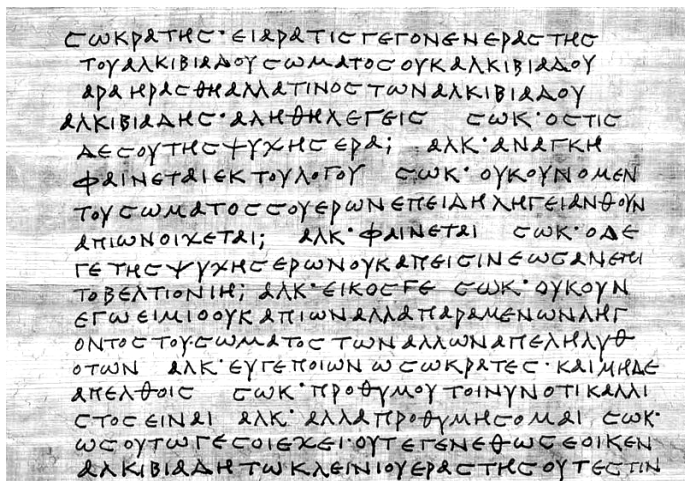 ϹΩΚΡΑΤΗϹ· ΕΙΑΡΑΤΙϹΓΕΓΟΝΕΝΕΡΑϹΤΗϹ
ΤΟΥΑΛΚΙΒΙΑΔΟΥϹΩΜΑΤΟϹΟΥΚΑΛΚΙΒΙΑΔΟΥ
ΑΡΑΗΡΑϹΘΗΑΛΛΑΤΙΝΟϹΤΩΝΑΛΚΙΒΙΑΔΟΥ
ΑΛΚΙΒΙΑΔΗϹ· ΑΛΗΘΗΛΕΓΕΙϹ ϹΩΚ· ΟϹΤΙϹ
ΔΕϹΟΥΤΗϹΨΥΧΗϹΕΡΑ; ΑΛΚ· ΑΝΑΓΚΗ
ΦΑΙΝΕΤΑΙΕΚΤΟΥΛΟΓΟΥ ϹΩΚ· ΟΥΚΟΥΝΟΜΕΝ
ΤΟΥϹΩΜΑΤΟϹϹΟΥΕΡΩΝΕΠΕΙΔΗΛΗΓΕΙΑΝΘΟΥΝ
ΑΠΙΩΝΟΙΧΕΤΑΙ; ΑΛΚ· ΦΑΙΝΕΤΑΙ ϹΩΚ· ΟΔΕ
ΓΕΤΗϹΨΥΧΗϹΕΡΩΝΟΥΚΑΠΕΙϹΙΝΕΩϹΑΝΕΠΙ
ΤΟΒΕΛΤΙΟΝΙΗ; ΑΛΚ· ΕΙΚΟϹΓΕ ϹΩΚ· ΟΥΚΟΥΝ
ΕΓΩΕΙΜΙΟΟΥΚΑΠΙΩΝΑΛΛΑΠΑΡΑΜΕΝΩΝΛΗΓ
ΟΝΤΟϹΤΟΥϹΩΜΑΤΟϹΤΩΝΑΛΛΩΝΑΠΕΛΗΛΥΘ
ΟΤΩΝ ΑΛΚ· ΕΥΓΕΠΟΙΩΝΩϹΩΚΡΑΤΕϹ· ΚΑΙΜΗΔΕ
ΑΠΕΛΘΟΙϹ ϹΩΚ· ΠΡΟΘΥΜΟΥΤΟΙΝΥΝΟΤΙΚΑΛΛΙ
ϹΤΟϹΕΙΝΑΙ ΑΛΚ· ΑΛΛΑΠΡΟΘΥΜΗϹΟΜΑΙ ϹΩΚ·
ΩϹΟΥΤΩΓΕϹΟΙΕΧΕΙ· ΟΥΤΕΓΕΝΕΘΩϹΕΟΙΚΕΝ
ΑΛΚΙΒΙΑΔΗΤΩΚΛΕΙΝΙΟΥΕΡΑϹΤΗϹΟΥΤΕϹΤΙΝ